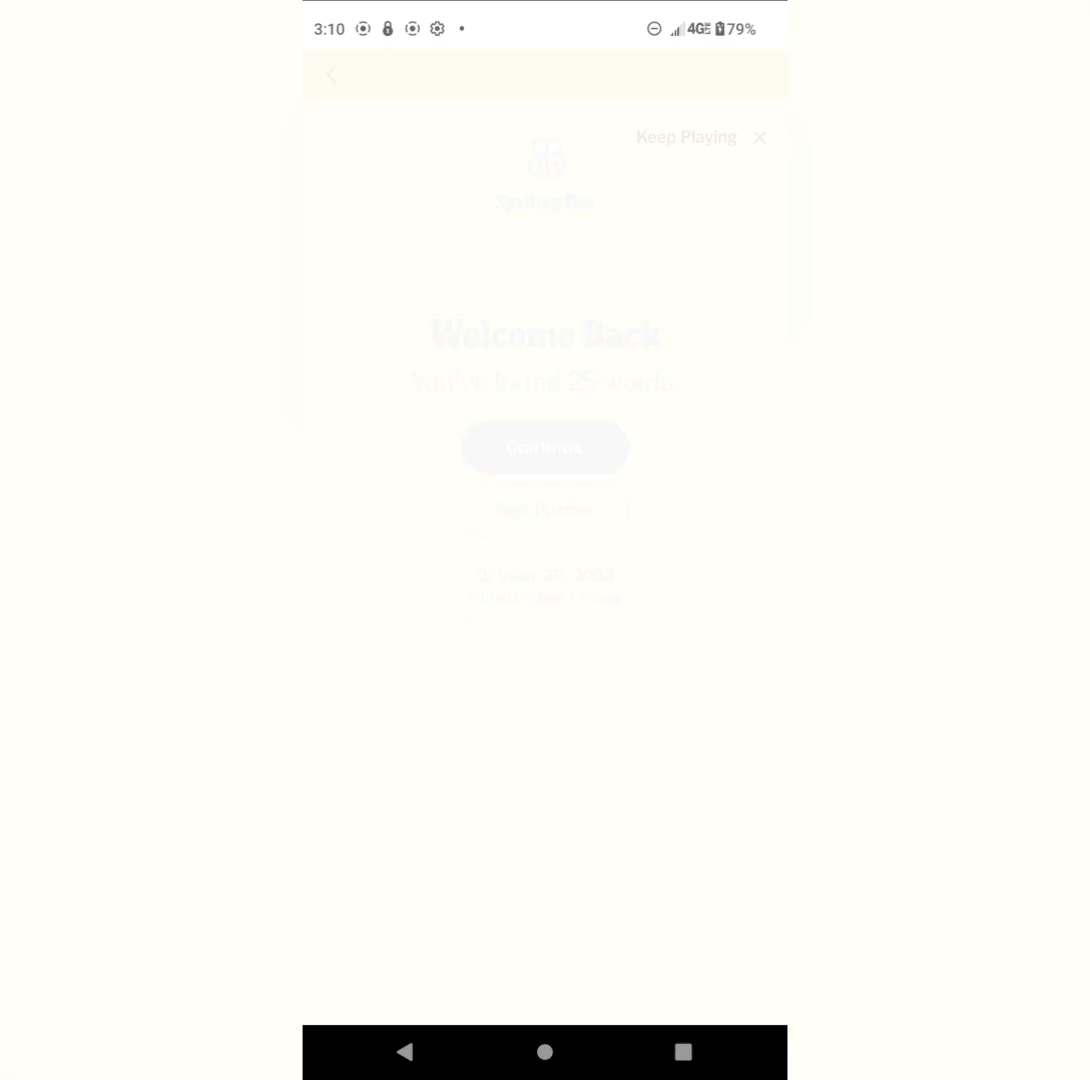 3:10 4G 79%
Keep Playing
Spelling Bee
Welcome Back
You've found 25 words.
Continue